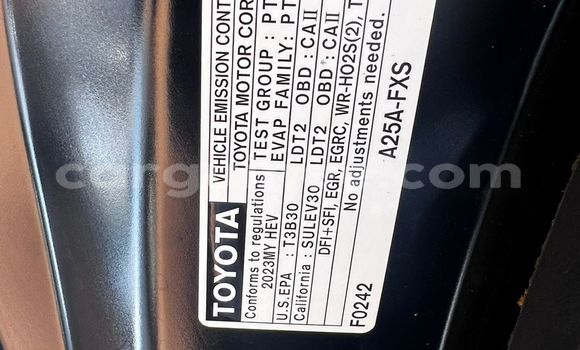 TOYOTA VEHICLE EMISSION CONT
Conforms to regulations TOYOTA MOTOR COR
2023MY HEV TEST GROUP : PT
EVAP FAMILY: PT
U.S.EPA : T3B30 LDT2 OBD : CAII
California : SULEV30 LDT2 OBD : CAII
DFI+SFI, EGR, EGRC, WR-HO2S(2), T
No adjustments needed.
F0242 A25A-FXS